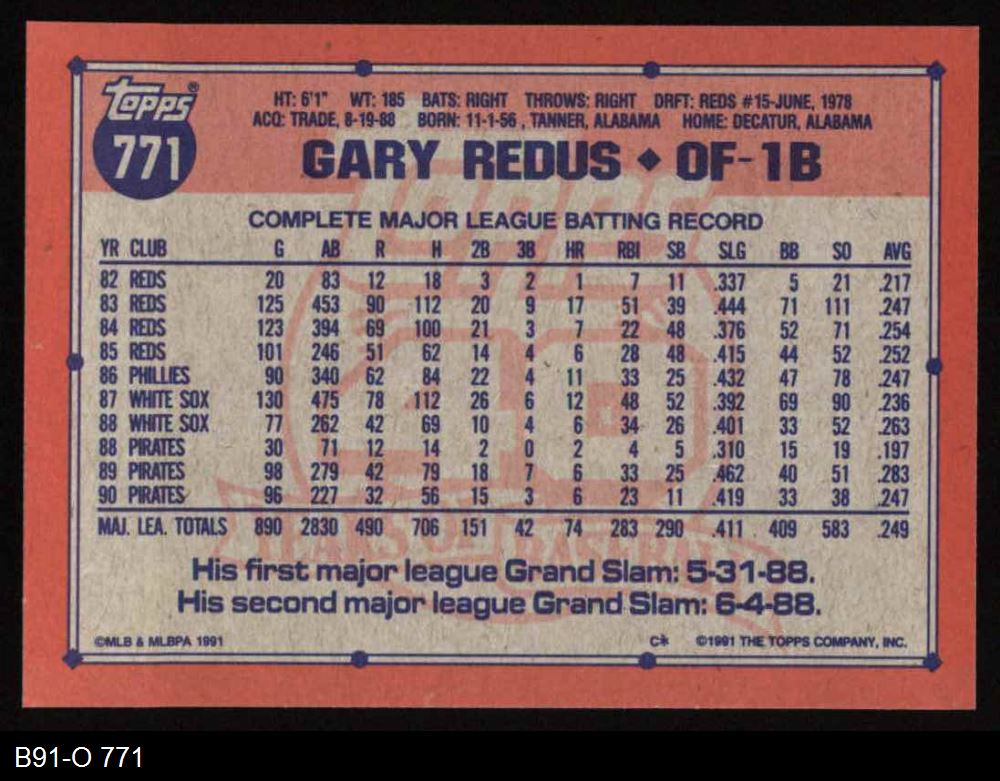 topps®
771
HT: 6'1" WT: 185 BATS: RIGHT THROWS: RIGHT DRFT: REDS #15-JUNE, 1978
ACQ: TRADE, 8-19-88 BORN: 11-1-56, TANNER, ALABAMA HOME: DECATUR, ALABAMA
GARY REDUS ◆ OF-1B
COMPLETE MAJOR LEAGUE BATTING RECORD
YR CLUB G AB R H 2B 3B HR RBI SB SLG BB SO AVG
82 REDS 20 83 12 18 3 2 1 7 11 .337 5 21 .217
83 REDS 125 453 90 112 20 9 17 51 39 .444 71 111 .247
84 REDS 123 394 69 100 21 3 7 22 48 .376 52 71 .254
85 REDS 101 246 51 62 14 4 6 28 48 .415 44 52 .252
86 PHILLIES 90 340 62 84 22 4 11 33 25 .432 47 78 .247
87 WHITE SOX 130 475 78 112 26 6 12 48 52 .392 69 90 .236
88 WHITE SOX 77 262 42 69 10 4 6 34 26 .401 33 52 .263
88 PIRATES 30 71 12 14 2 0 2 4 5 .310 15 19 .197
89 PIRATES 98 279 42 79 18 7 6 33 25 .462 40 51 .283
90 PIRATES 96 227 32 56 15 3 6 23 11 .419 33 38 .247
MAJ. LEA. TOTALS 890 2830 490 706 151 42 74 283 290 .411 409 583 .249
TOPPS
40
YEARS OF BASEBALL
His first major league Grand Slam: 5-31-88.
His second major league Grand Slam: 6-4-88.
©MLB & MLBPA 1991 C* ©1991 THE TOPPS COMPANY, INC.
B91-O 771